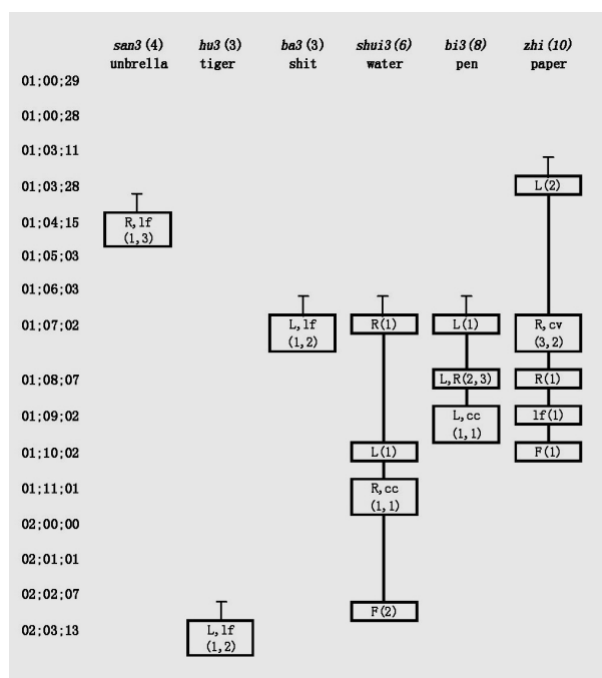 san3 (4) hu3 (3) ba3 (3) shui3 (6) bi3 (8) zhi (10)
unbrella tiger shit water pen paper
01;00;29
01;00;28
01;03;11
01;03;28 L(2)
01;04;15 R,lf
(1,3)
01;05;03
01;06;03
01;07;02 L,lf R(1) L(1) R,cv
(1,2) (3,2)
01;08;07 L,R(2,3) R(1)
01;09;02 L,cc lf(1)
(1,1)
01;10;02 L(1) F(1)
01;11;01 R,cc
(1,1)
02;00;00
02;01;01
02;02;07 F(2)
02;03;13 L,lf
(1,2)